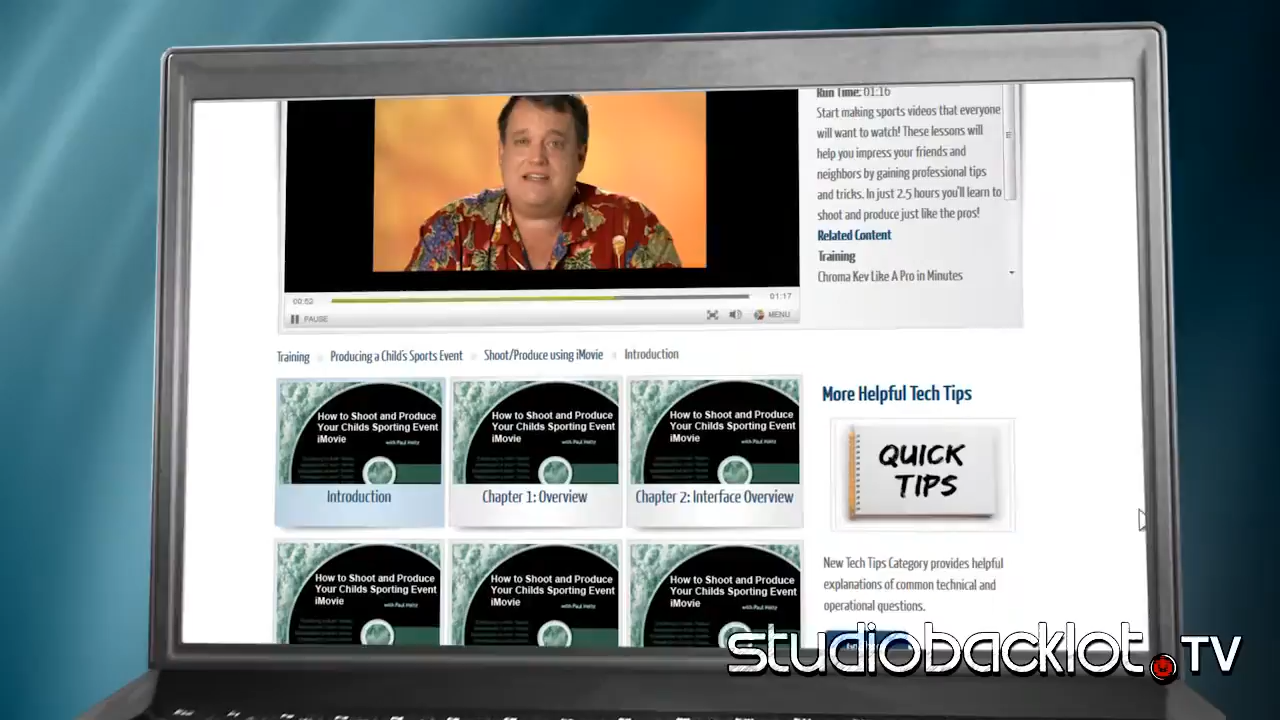 Run Time: 01:16
Start making sports videos that everyone
will want to watch! These lessons will
help you impress your friends and
neighbors by gaining professional tips
and tricks. In just 2.5 hours you'll learn to
shoot and produce just like the pros!
Related Content
Training
Chroma Key Like A Pro in Minutes
00:52
01:17
PAUSE
MENU
Training Producing a Child's Sports Event Shoot/Produce using iMovie Introduction
How to Shoot and Produce
Your Childs Sporting Event
iMovie
with Paul Holtz
Introduction
How to Shoot and Produce
Your Childs Sporting Event
iMovie
with Paul Holtz
Chapter 1: Overview
How to Shoot and Produce
Your Childs Sporting Event
iMovie
with Paul Holtz
Chapter 2: Interface Overview
More Helpful Tech Tips
QUICK
TIPS
New Tech Tips Category provides helpful
explanations of common technical and
operational questions.
How to Shoot and Produce
Your Childs Sporting Event
iMovie
with Paul Holtz
How to Shoot and Produce
Your Childs Sporting Event
iMovie
with Paul Holtz
How to Shoot and Produce
Your Childs Sporting Event
iMovie
with Paul Holtz
studiobacklot.TV